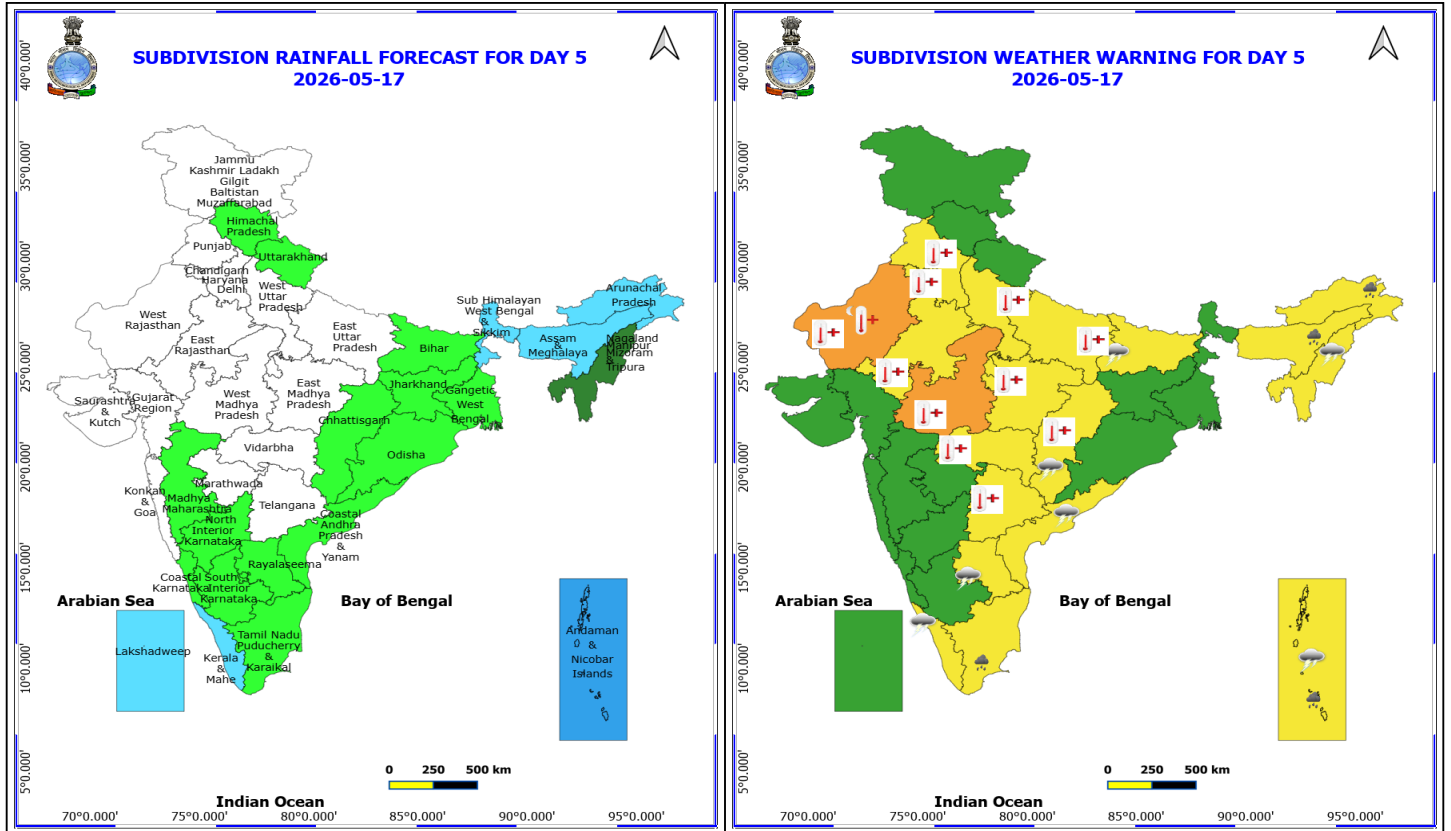 SUBDIVISION RAINFALL FORECAST FOR DAY 5
2026-05-17
40°0.000'
35°0.000'
30°0.000'
25°0.000'
20°0.000'
15°0.000'
10°0.000'
5°0.000'
Jammu
Kashmir Ladakh
Gilgit
Baltistan
Muzaffarabad
Himachal
Pradesh
Punjab
Uttarakhand
Chandigarh
Haryana
Delhi
West
Uttar
Pradesh
West
Rajasthan
East
Rajasthan
East
Uttar
Pradesh
Sub Himalayan
West Bengal
&
Sikkim
Arunachal
Pradesh
Assam
&
Meghalaya
Nagaland
Manipur
Mizoram
&
Tripura
Bihar
Jharkhand
Gangetic
West
Bengal
Saurashtra
&
Kutch
Gujarat
Region
West
Madhya
Pradesh
East
Madhya
Pradesh
Chhattisgarh
Odisha
Vidarbha
Marathwada
Konkan
&
Goa
Madhya
Maharashtra
Telangana
North
Interior
Karnataka
Coastal
Andhra
Pradesh
&
Yanam
Rayalaseema
Coastal
Karnataka
South
Interior
Karnataka
Arabian Sea
Bay of Bengal
Lakshadweep
Kerala
&
Mahe
Tamil Nadu
Puducherry
&
Karaikal
Andaman
&
Nicobar
Islands
0 250 500 km
Indian Ocean
70°0.000' 75°0.000' 80°0.000' 85°0.000' 90°0.000' 95°0.000'
SUBDIVISION WEATHER WARNING FOR DAY 5
2026-05-17
40°0.000'
35°0.000'
30°0.000'
25°0.000'
20°0.000'
15°0.000'
10°0.000'
5°0.000'
Arabian Sea
Bay of Bengal
0 250 500 km
Indian Ocean
70°0.000' 75°0.000' 80°0.000' 85°0.000' 90°0.000' 95°0.000'